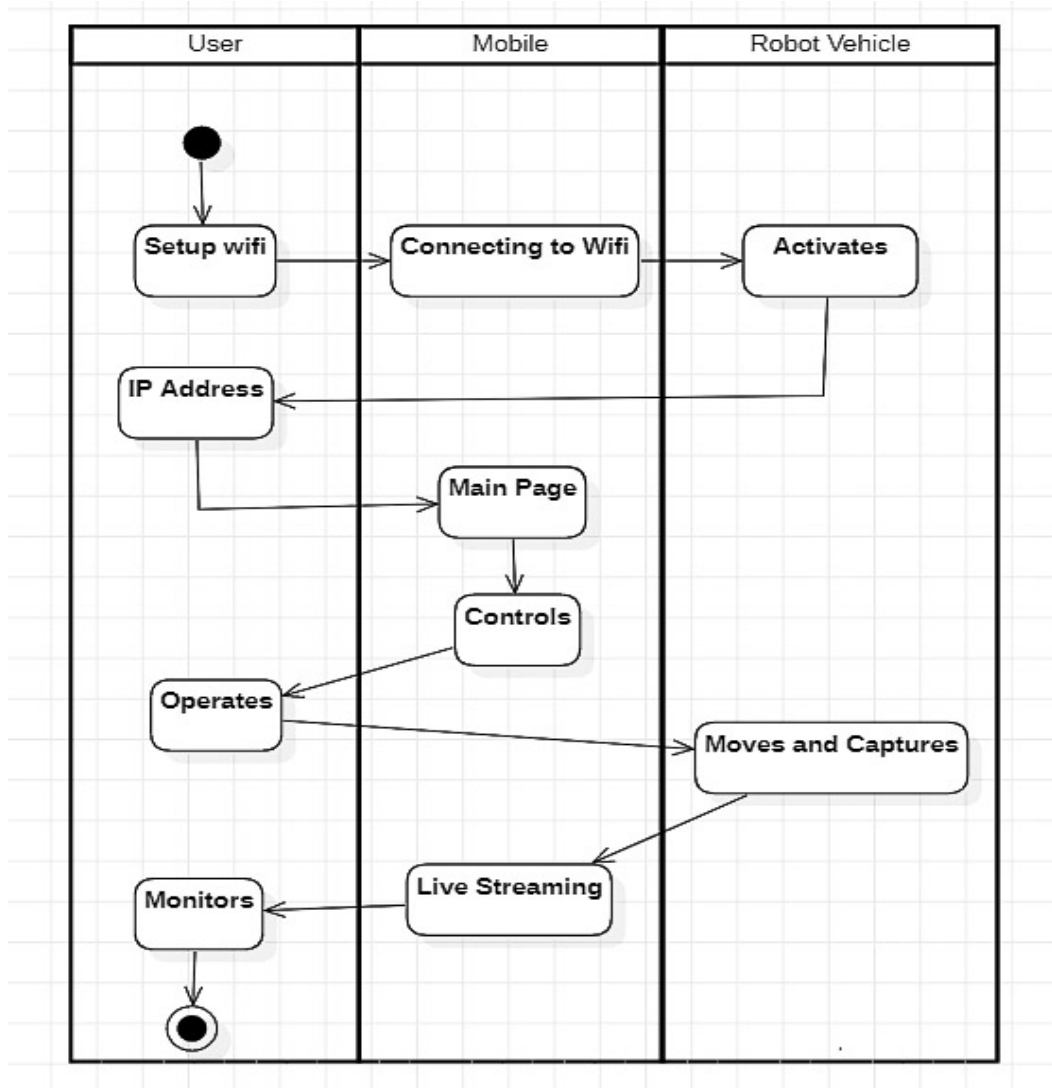 User
Mobile
Robot Vehicle
Setup wifi
Connecting to Wifi
Activates
IP Address
Main Page
Controls
Operates
Moves and Captures
Live Streaming
Monitors